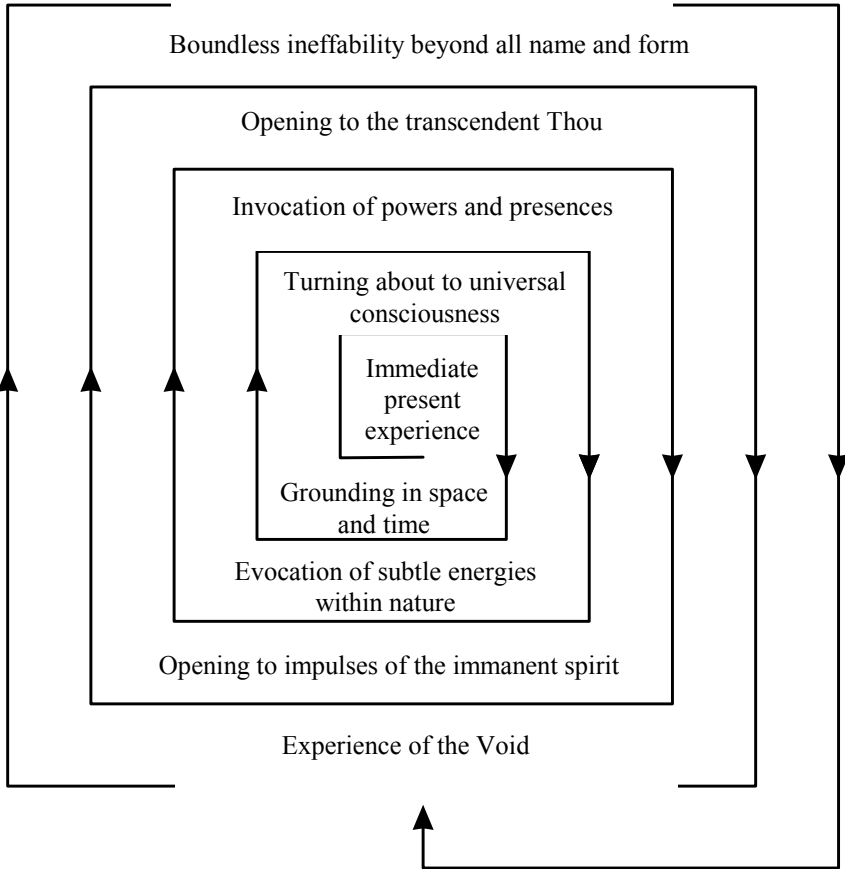 Boundless ineffability beyond all name and form
Opening to the transcendent Thou
Invocation of powers and presences
Turning about to universal
consciousness
Immediate
present
experience
Grounding in space
and time
Evocation of subtle energies
within nature
Opening to impulses of the immanent spirit
Experience of the Void